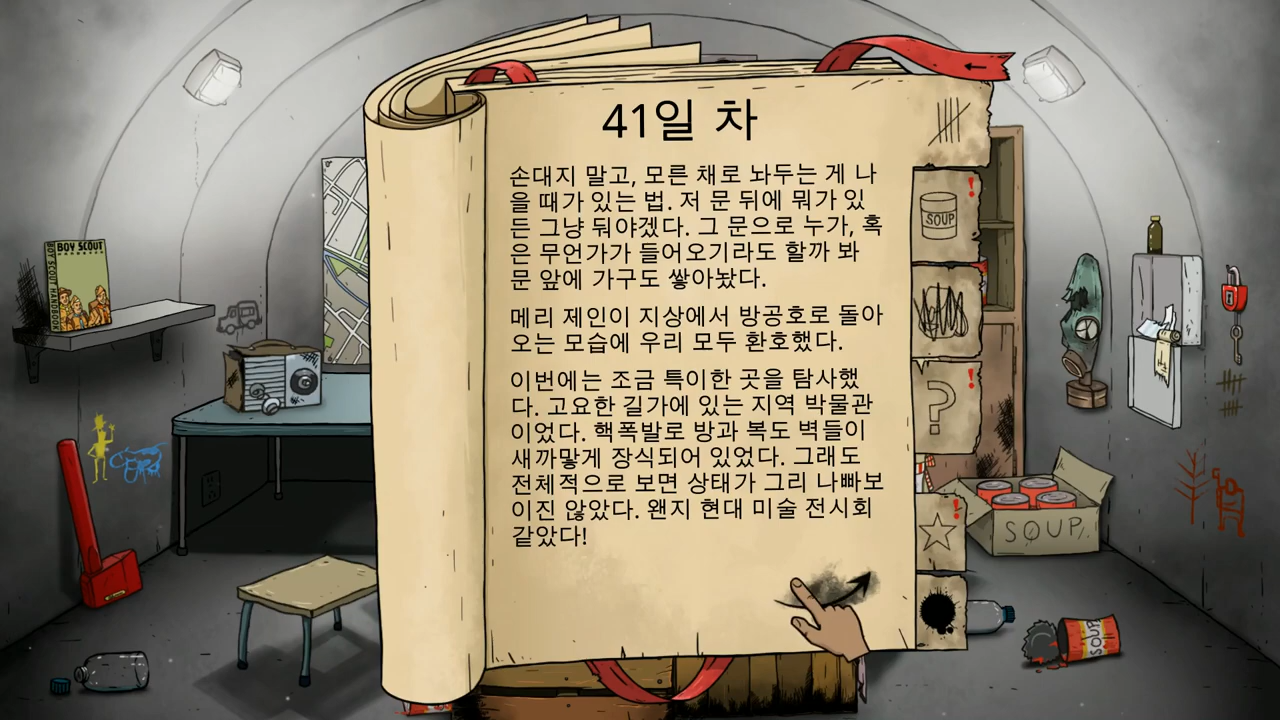 41일 차
손대지 말고, 모른 채로 놔두는 게 나
을 때가 있는 법. 저 문 뒤에 뭐가 있
든 그냥 둬야겠다. 그 문으로 누가, 혹
은 무언가가 들어오기라도 할까 봐
문 앞에 가구도 쌓아놨다.
메리 제인이 지상에서 방공호로 돌아
오는 모습에 우리 모두 환호했다.
이번에는 조금 특이한 곳을 탐사했
다. 고요한 길가에 있는 지역 박물관
이었다. 핵폭발로 방과 복도 벽들이
새까맣게 장식되어 있었다. 그래도
전체적으로 보면 상태가 그리 나빠보
이진 않았다. 왠지 현대 미술 전시회
같았다!
BOY SCOUT
BOY SCOUT HANDBOOK
SOUP
!
?
!
!
SOUP
SOUP